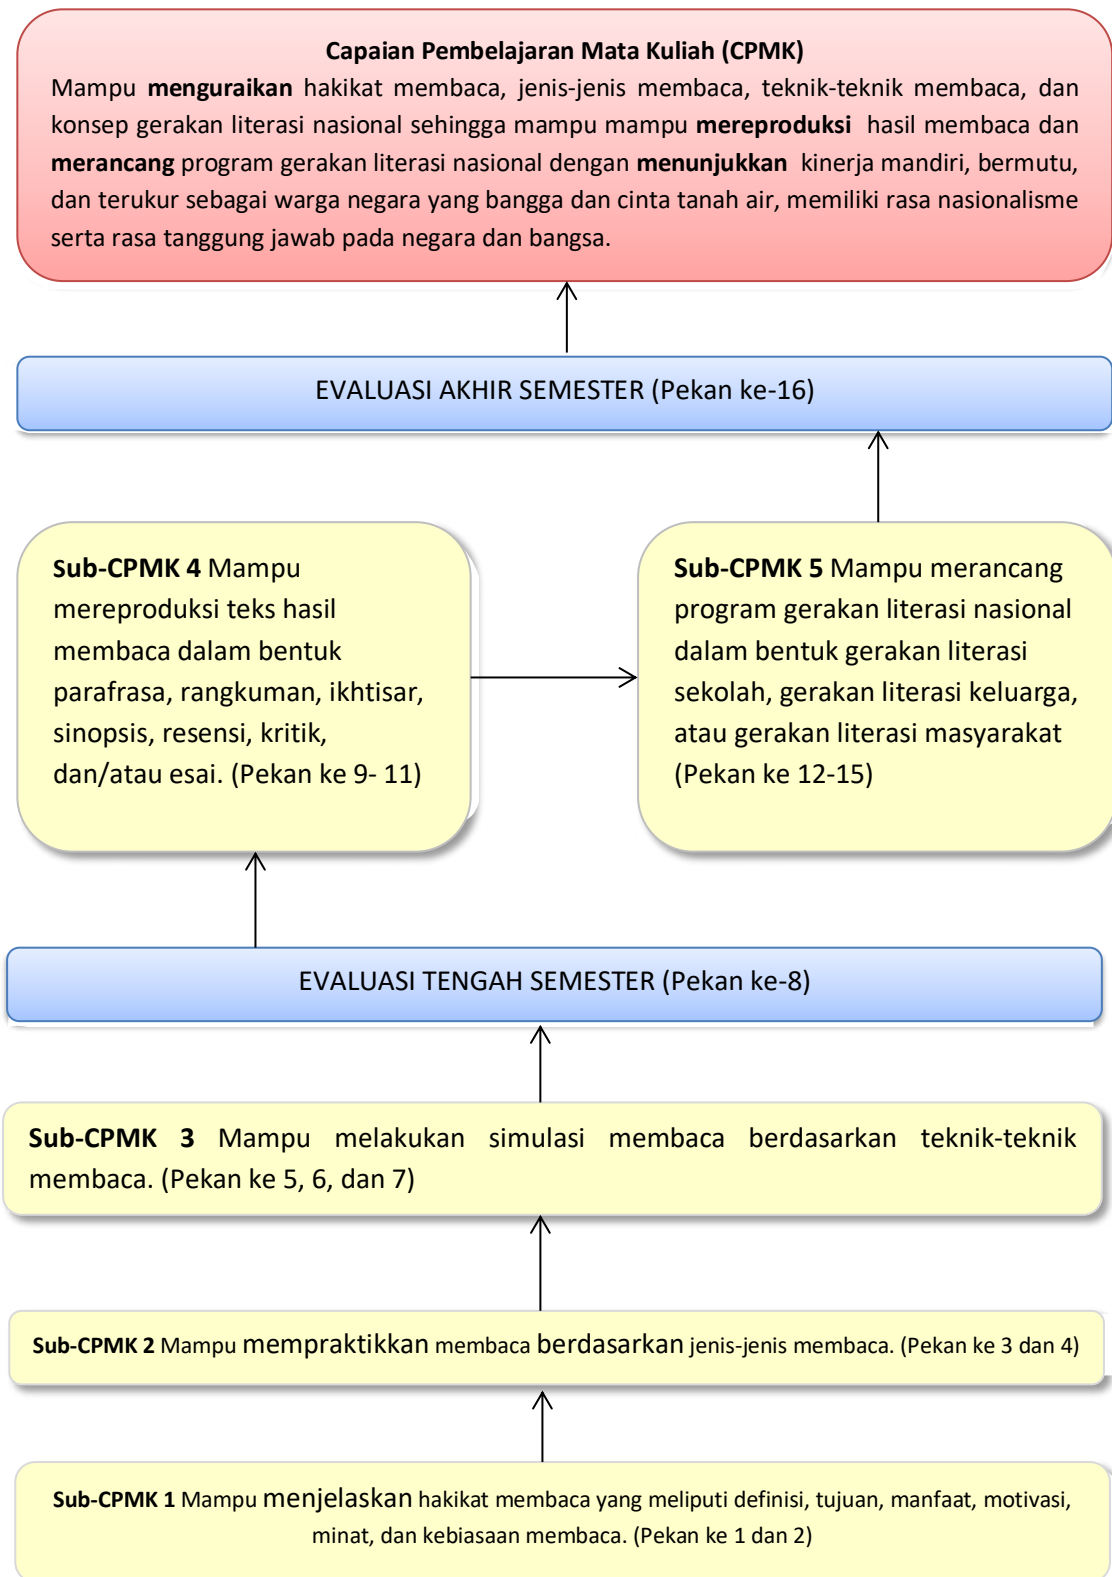 Capaian Pembelajaran Mata Kuliah (CPMK)
Mampu menguraikan hakikat membaca, jenis-jenis membaca, teknik-teknik membaca, dan
konsep gerakan literasi nasional sehingga mampu mampu mereproduksi hasil membaca dan
merancang program gerakan literasi nasional dengan menunjukkan kinerja mandiri, bermutu,
dan terukur sebagai warga negara yang bangga dan cinta tanah air, memiliki rasa nasionalisme
serta rasa tanggung jawab pada negara dan bangsa.
EVALUASI AKHIR SEMESTER (Pekan ke-16)
Sub-CPMK 4 Mampu
mereproduksi teks hasil
membaca dalam bentuk
parafrasa, rangkuman, ikhtisar,
sinopsis, resensi, kritik,
dan/atau esai. (Pekan ke 9- 11)
Sub-CPMK 5 Mampu merancang
program gerakan literasi nasional
dalam bentuk gerakan literasi
sekolah, gerakan literasi keluarga,
atau gerakan literasi masyarakat
(Pekan ke 12-15)
EVALUASI TENGAH SEMESTER (Pekan ke-8)
Sub-CPMK 3 Mampu melakukan simulasi membaca berdasarkan teknik-teknik
membaca. (Pekan ke 5, 6, dan 7)
Sub-CPMK 2 Mampu mempraktikkan membaca berdasarkan jenis-jenis membaca. (Pekan ke 3 dan 4)
Sub-CPMK 1 Mampu menjelaskan hakikat membaca yang meliputi definisi, tujuan, manfaat, motivasi,
minat, dan kebiasaan membaca. (Pekan ke 1 dan 2)